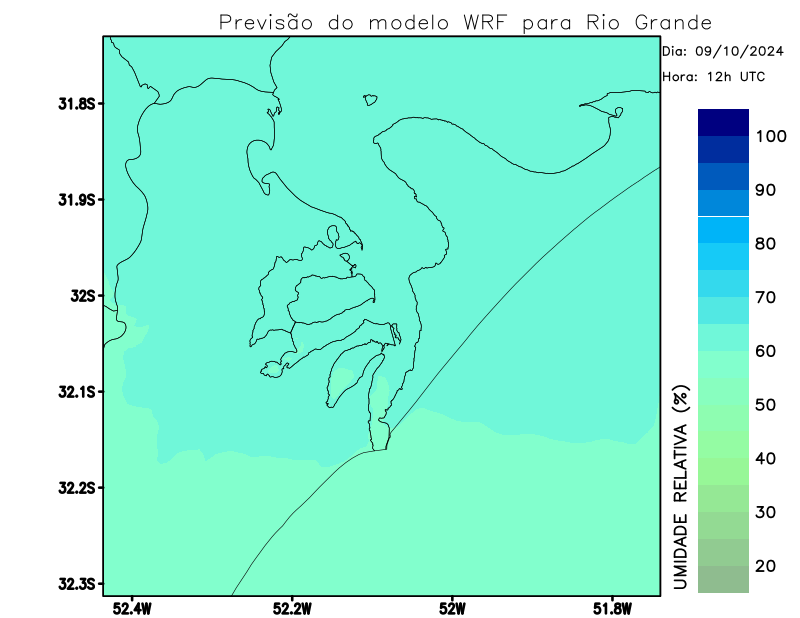 Previsão do modelo WRF para Rio Grande
Dia: 09/10/2024
Hora: 12h UTC
31.8S
31.9S
32S
32.1S
32.2S
32.3S
52.4W
52.2W
52W
51.8W
UMIDADE RELATIVA (%)
100
90
80
70
60
50
40
30
20